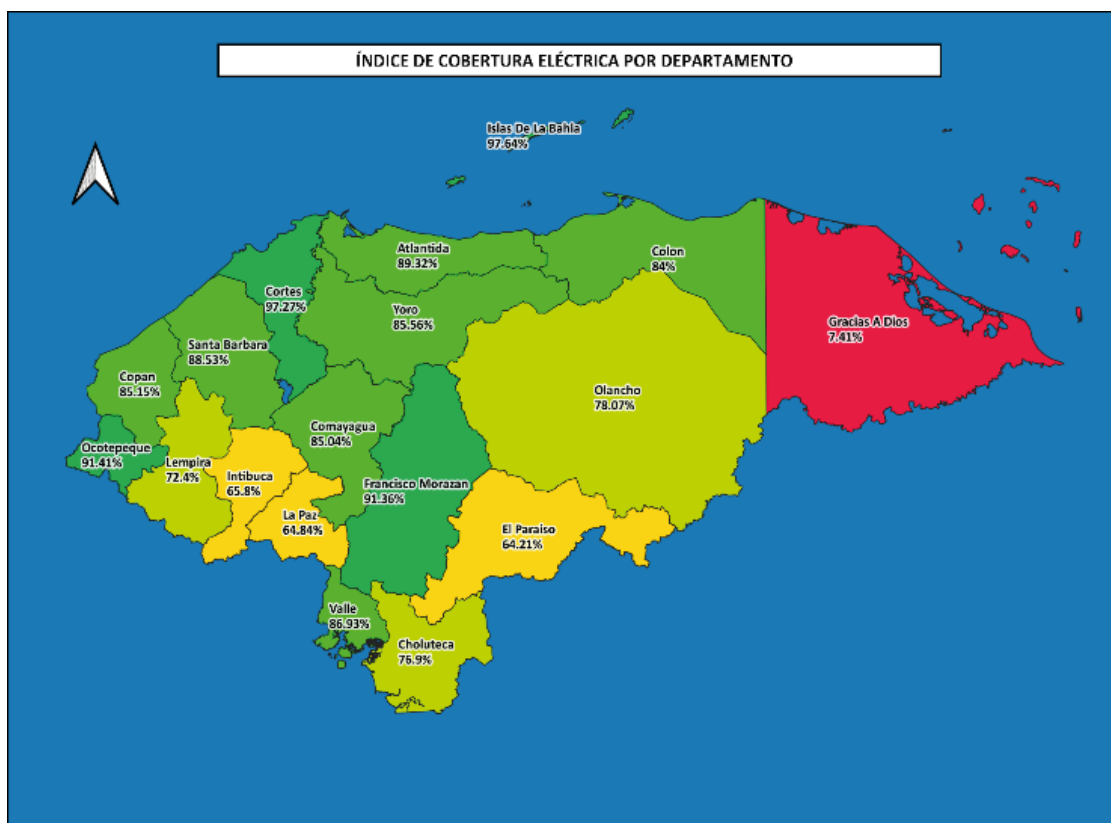 ÍNDICE DE COBERTURA ELÉCTRICA POR DEPARTAMENTO
Islas De La Bahia
97.64%
Atlantida
89.32%
Colon
84%
Cortes
97.27%
Yoro
85.56%
Gracias A Dios
7.41%
Santa Barbara
88.53%
Copan
85.15%
Olancho
78.07%
Comayagua
85.04%
Ocotepeque
91.41%
Lempira
72.4%
Intibuca
65.8%
Francisco Morazan
91.36%
La Paz
64.84%
El Paraiso
64.21%
Valle
86.93%
Choluteca
76.9%